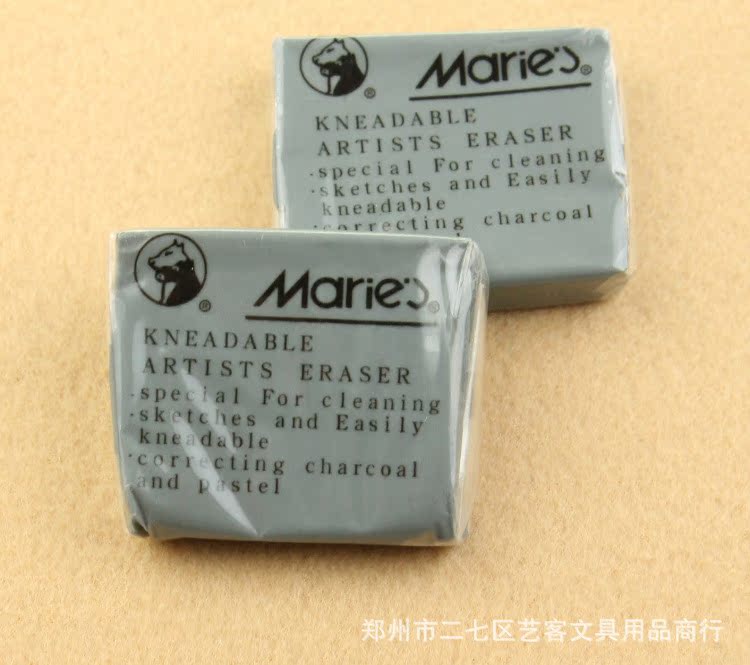 Marie's®
KNEADABLE
ARTISTS ERASER
·special For cleaning
·sketches and Easily
kneadable
·correcting charcoal
Marie's®
KNEADABLE
ARTISTS ERASER
·special For cleaning
·sketches and Easily
kneadable
·correcting charcoal
and pastel
郑州市二七区艺客文具用品商行